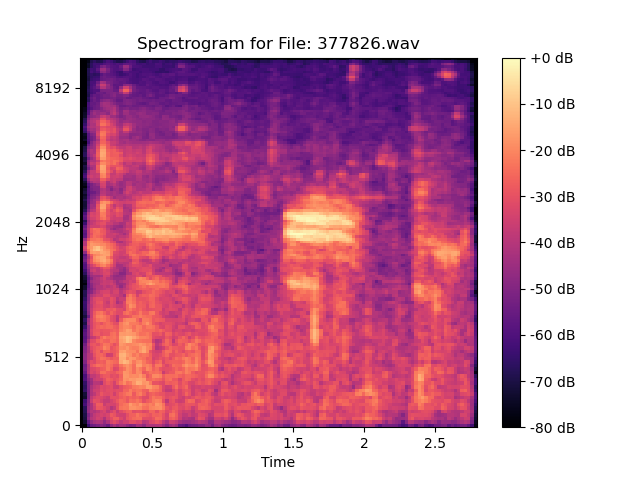 Spectrogram for File: 377826.wav
+0 dB
8192
-10 dB
4096
-20 dB
-30 dB
2048
Hz
-40 dB
1024
-50 dB
-60 dB
512
-70 dB
0
-80 dB
0 0.5 1 1.5 2 2.5
Time